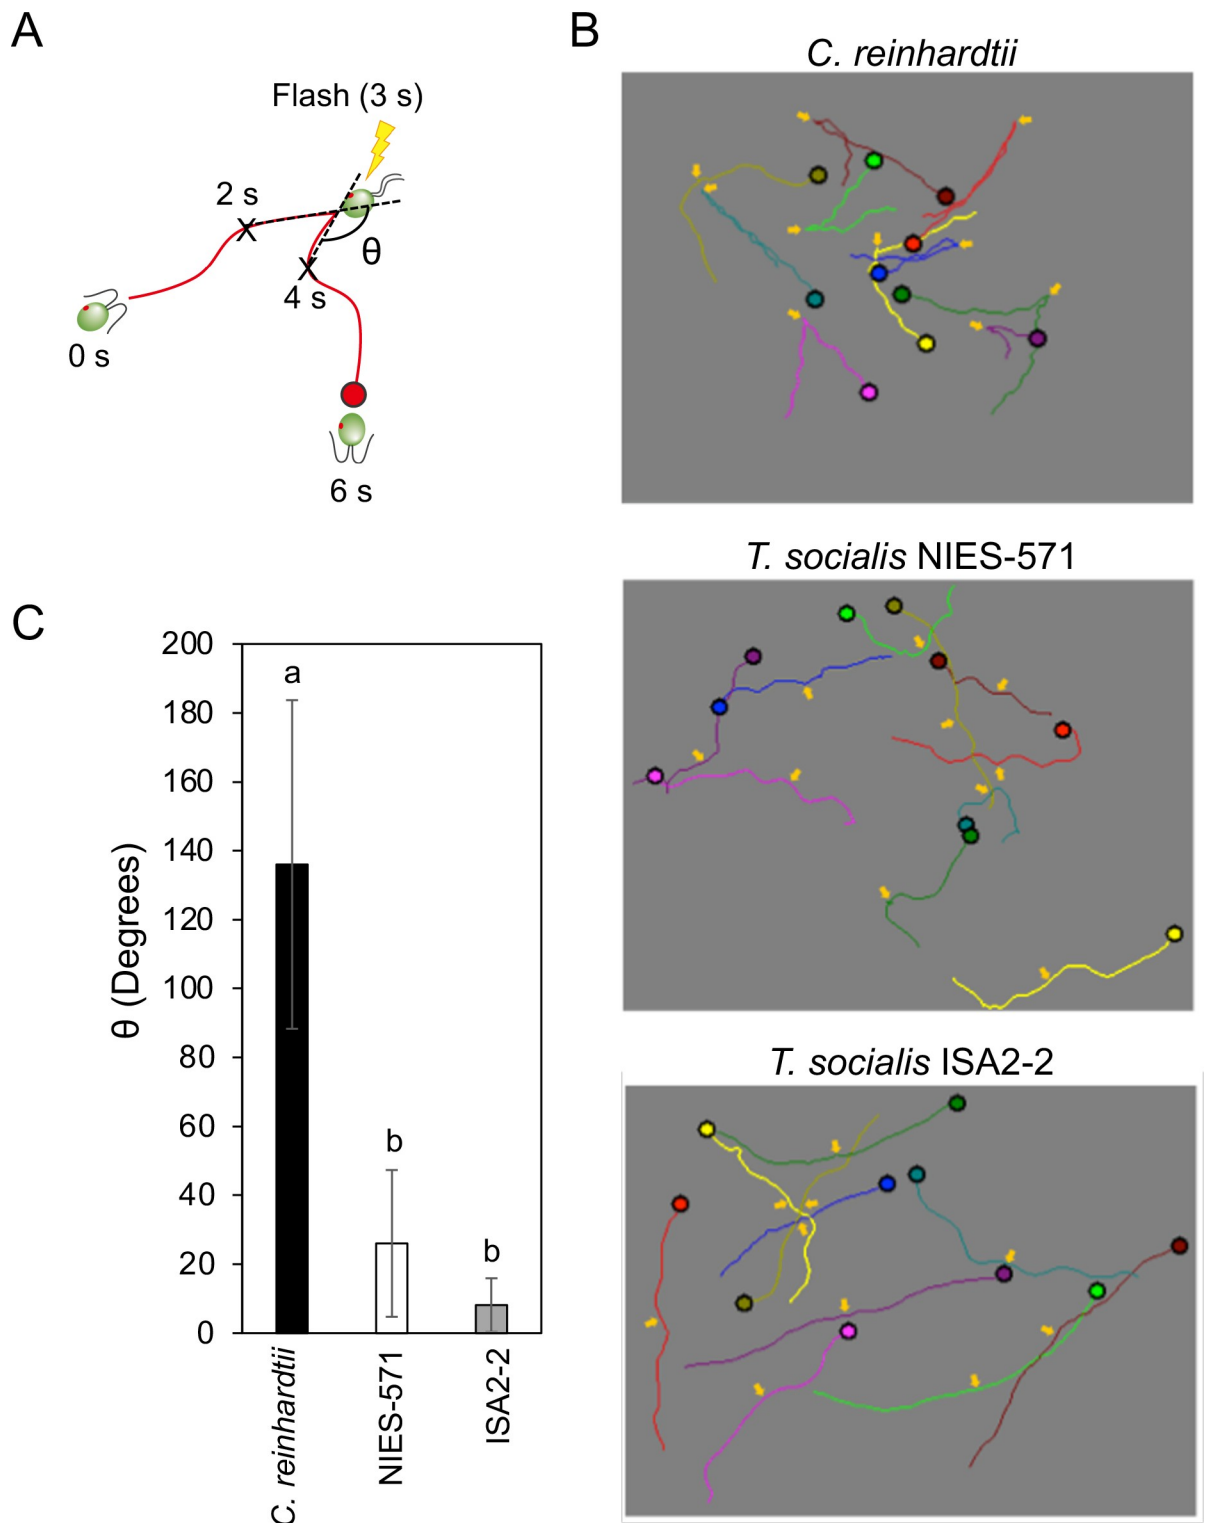 A
Flash (3 s)
2 s
θ
4 s
0 s
6 s
B
C. reinhardtii
T. socialis NIES-571
T. socialis ISA2-2
C
200
180
160
140
120
100
80
60
40
20
0
θ (Degrees)
a
b
b
C. reinhardtii
NIES-571
ISA2-2